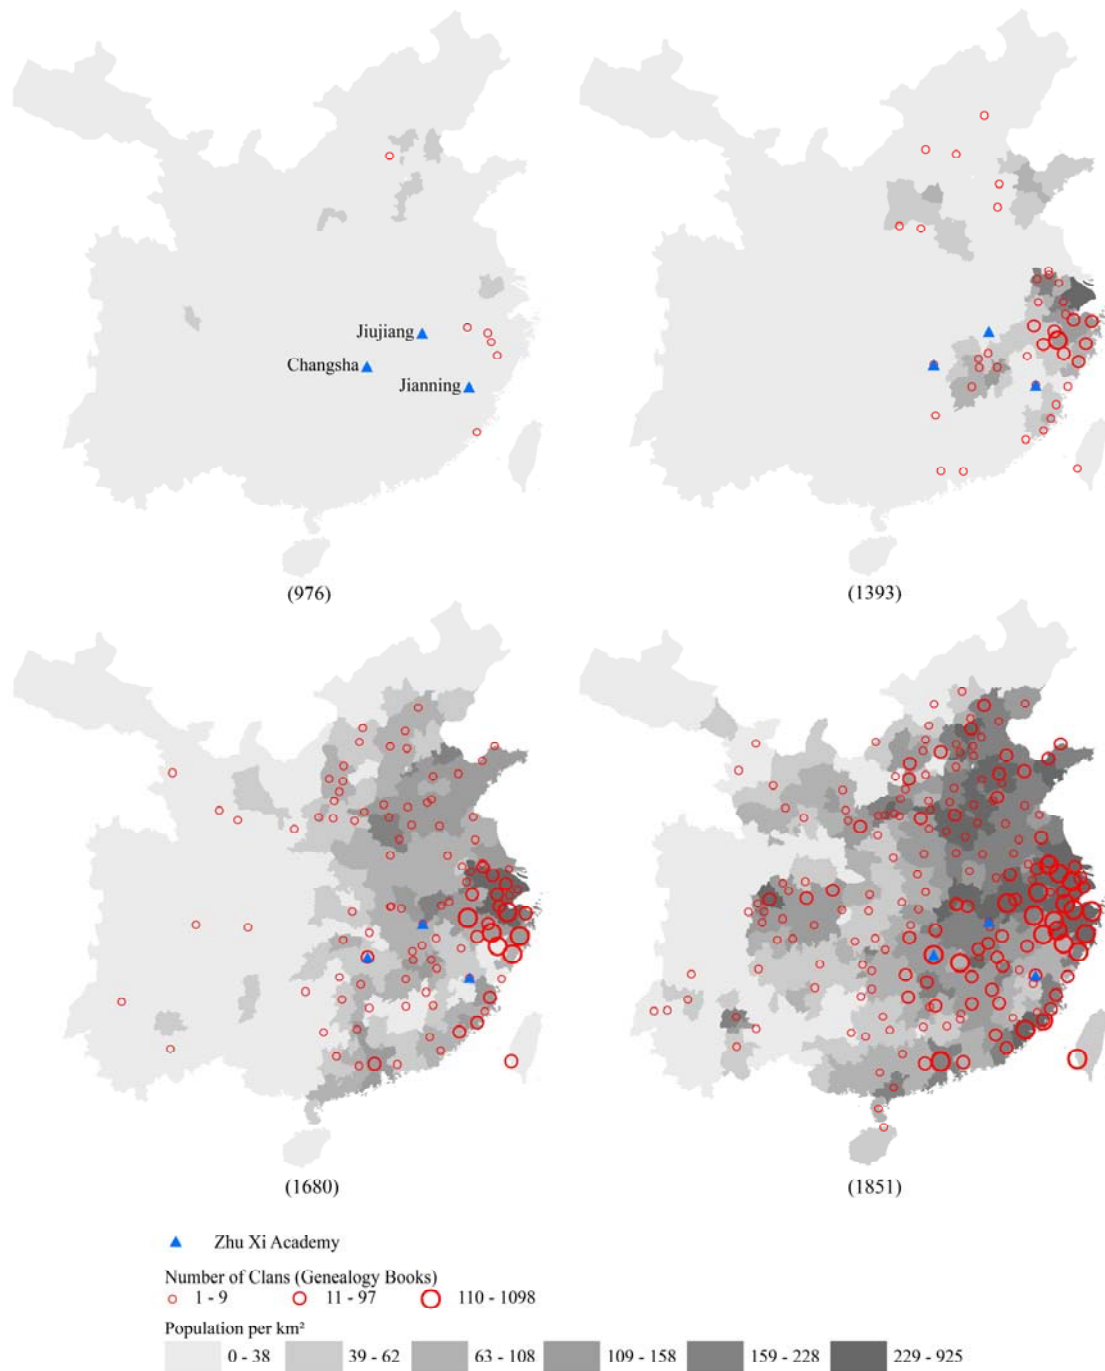 Jiujiang
Changsha
Jianning
(976)
(1393)
(1680)
(1851)
Zhu Xi Academy
Number of Clans (Genealogy Books)
1 - 9 11 - 97 110 - 1098
Population per km²
0 - 38 39 - 62 63 - 108 109 - 158 159 - 228 229 - 925